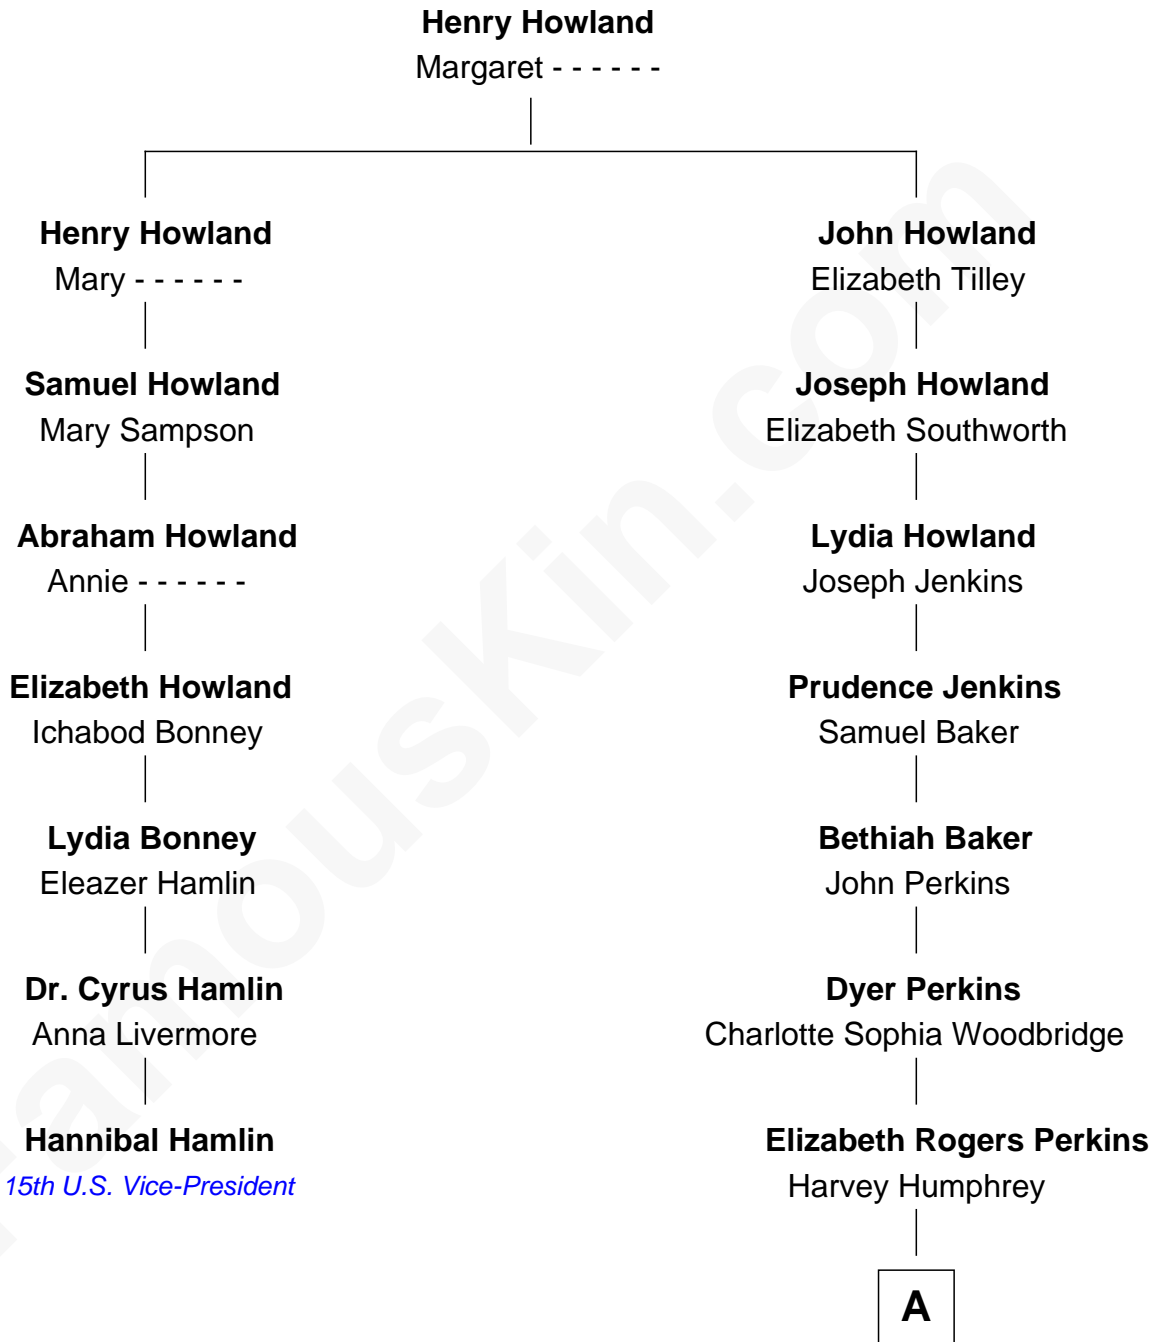 Henry Howland
Margaret - - - - - -
Henry Howland
Mary - - - - - -
John Howland
Elizabeth Tilley
Samuel Howland
Mary Sampson
Joseph Howland
Elizabeth Southworth
Abraham Howland
Annie - - - - - -
Lydia Howland
Joseph Jenkins
Elizabeth Howland
Ichabod Bonney
Prudence Jenkins
Samuel Baker
Lydia Bonney
Eleazer Hamlin
Bethiah Baker
John Perkins
Dr. Cyrus Hamlin
Anna Livermore
Dyer Perkins
Charlotte Sophia Woodbridge
Hannibal Hamlin
15th U.S. Vice-President
Elizabeth Rogers Perkins
Harvey Humphrey
A
FamousKin.com